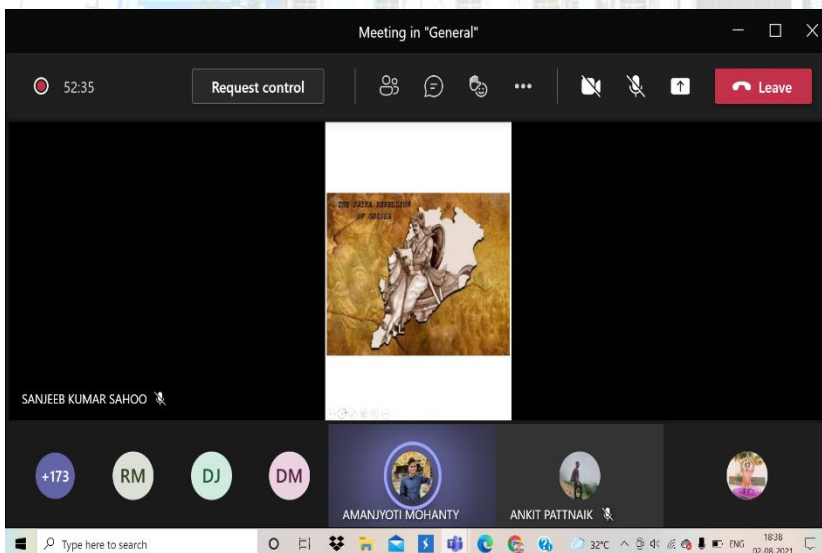 Meeting in "General"
52:35
Request control
Leave
THE PAIKA REBELLION
OF ODISHA
SANJEEB KUMAR SAHOO
+173
RM
DJ
DM
AMANJYOTI MOHANTY
ANKIT PATTNAIK
Type here to search
32°C
ENG
18:38
02-08-2021